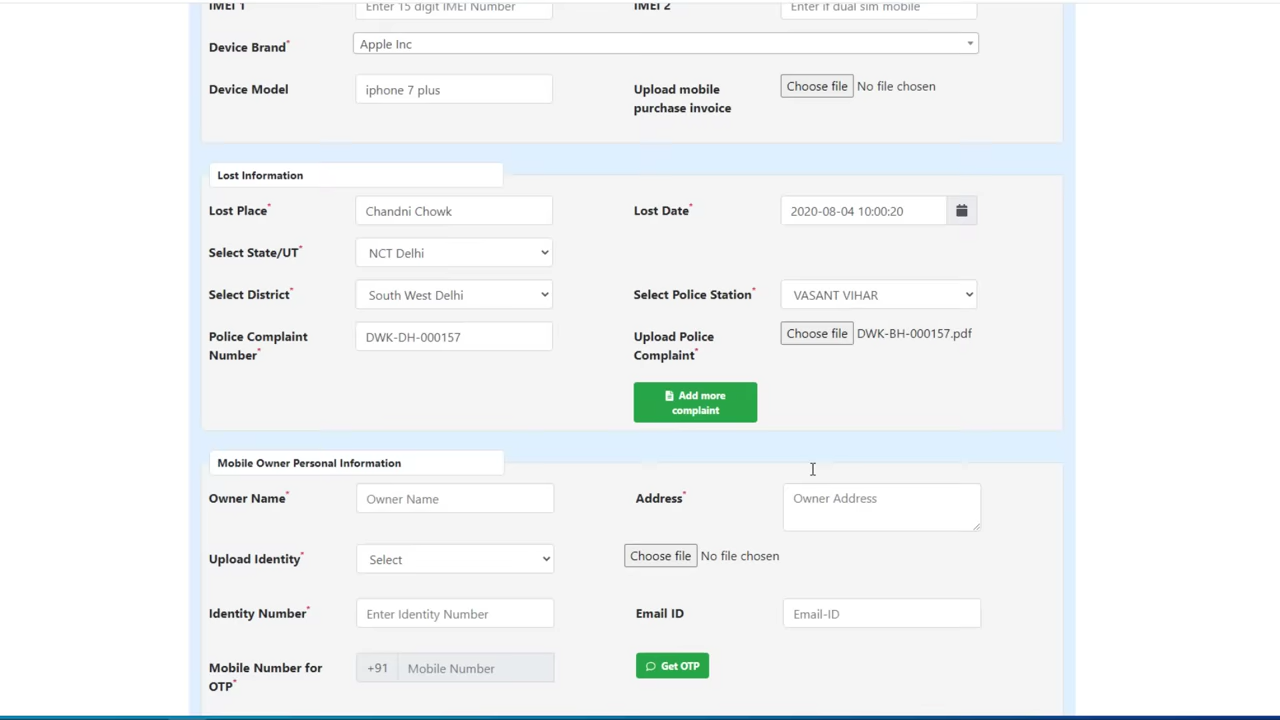 IMEI 1 Enter 15 digit IMEI Number IMEI 2 Enter if dual sim mobile
Device Brand* Apple Inc
Device Model iphone 7 plus Upload mobile purchase invoice Choose file No file chosen
Lost Information
Lost Place* Chandni Chowk Lost Date* 2020-08-04 10:00:20
Select State/UT* NCT Delhi
Select District* South West Delhi Select Police Station* VASANT VIHAR
Police Complaint Number* DWK-DH-000157 Upload Police Complaint* Choose file DWK-BH-000157.pdf
Add more
complaint
Mobile Owner Personal Information
Owner Name* Owner Name Address* Owner Address
Upload Identity* Select Choose file No file chosen
Identity Number* Enter Identity Number Email ID Email-ID
Mobile Number for OTP* +91 Mobile Number Get OTP